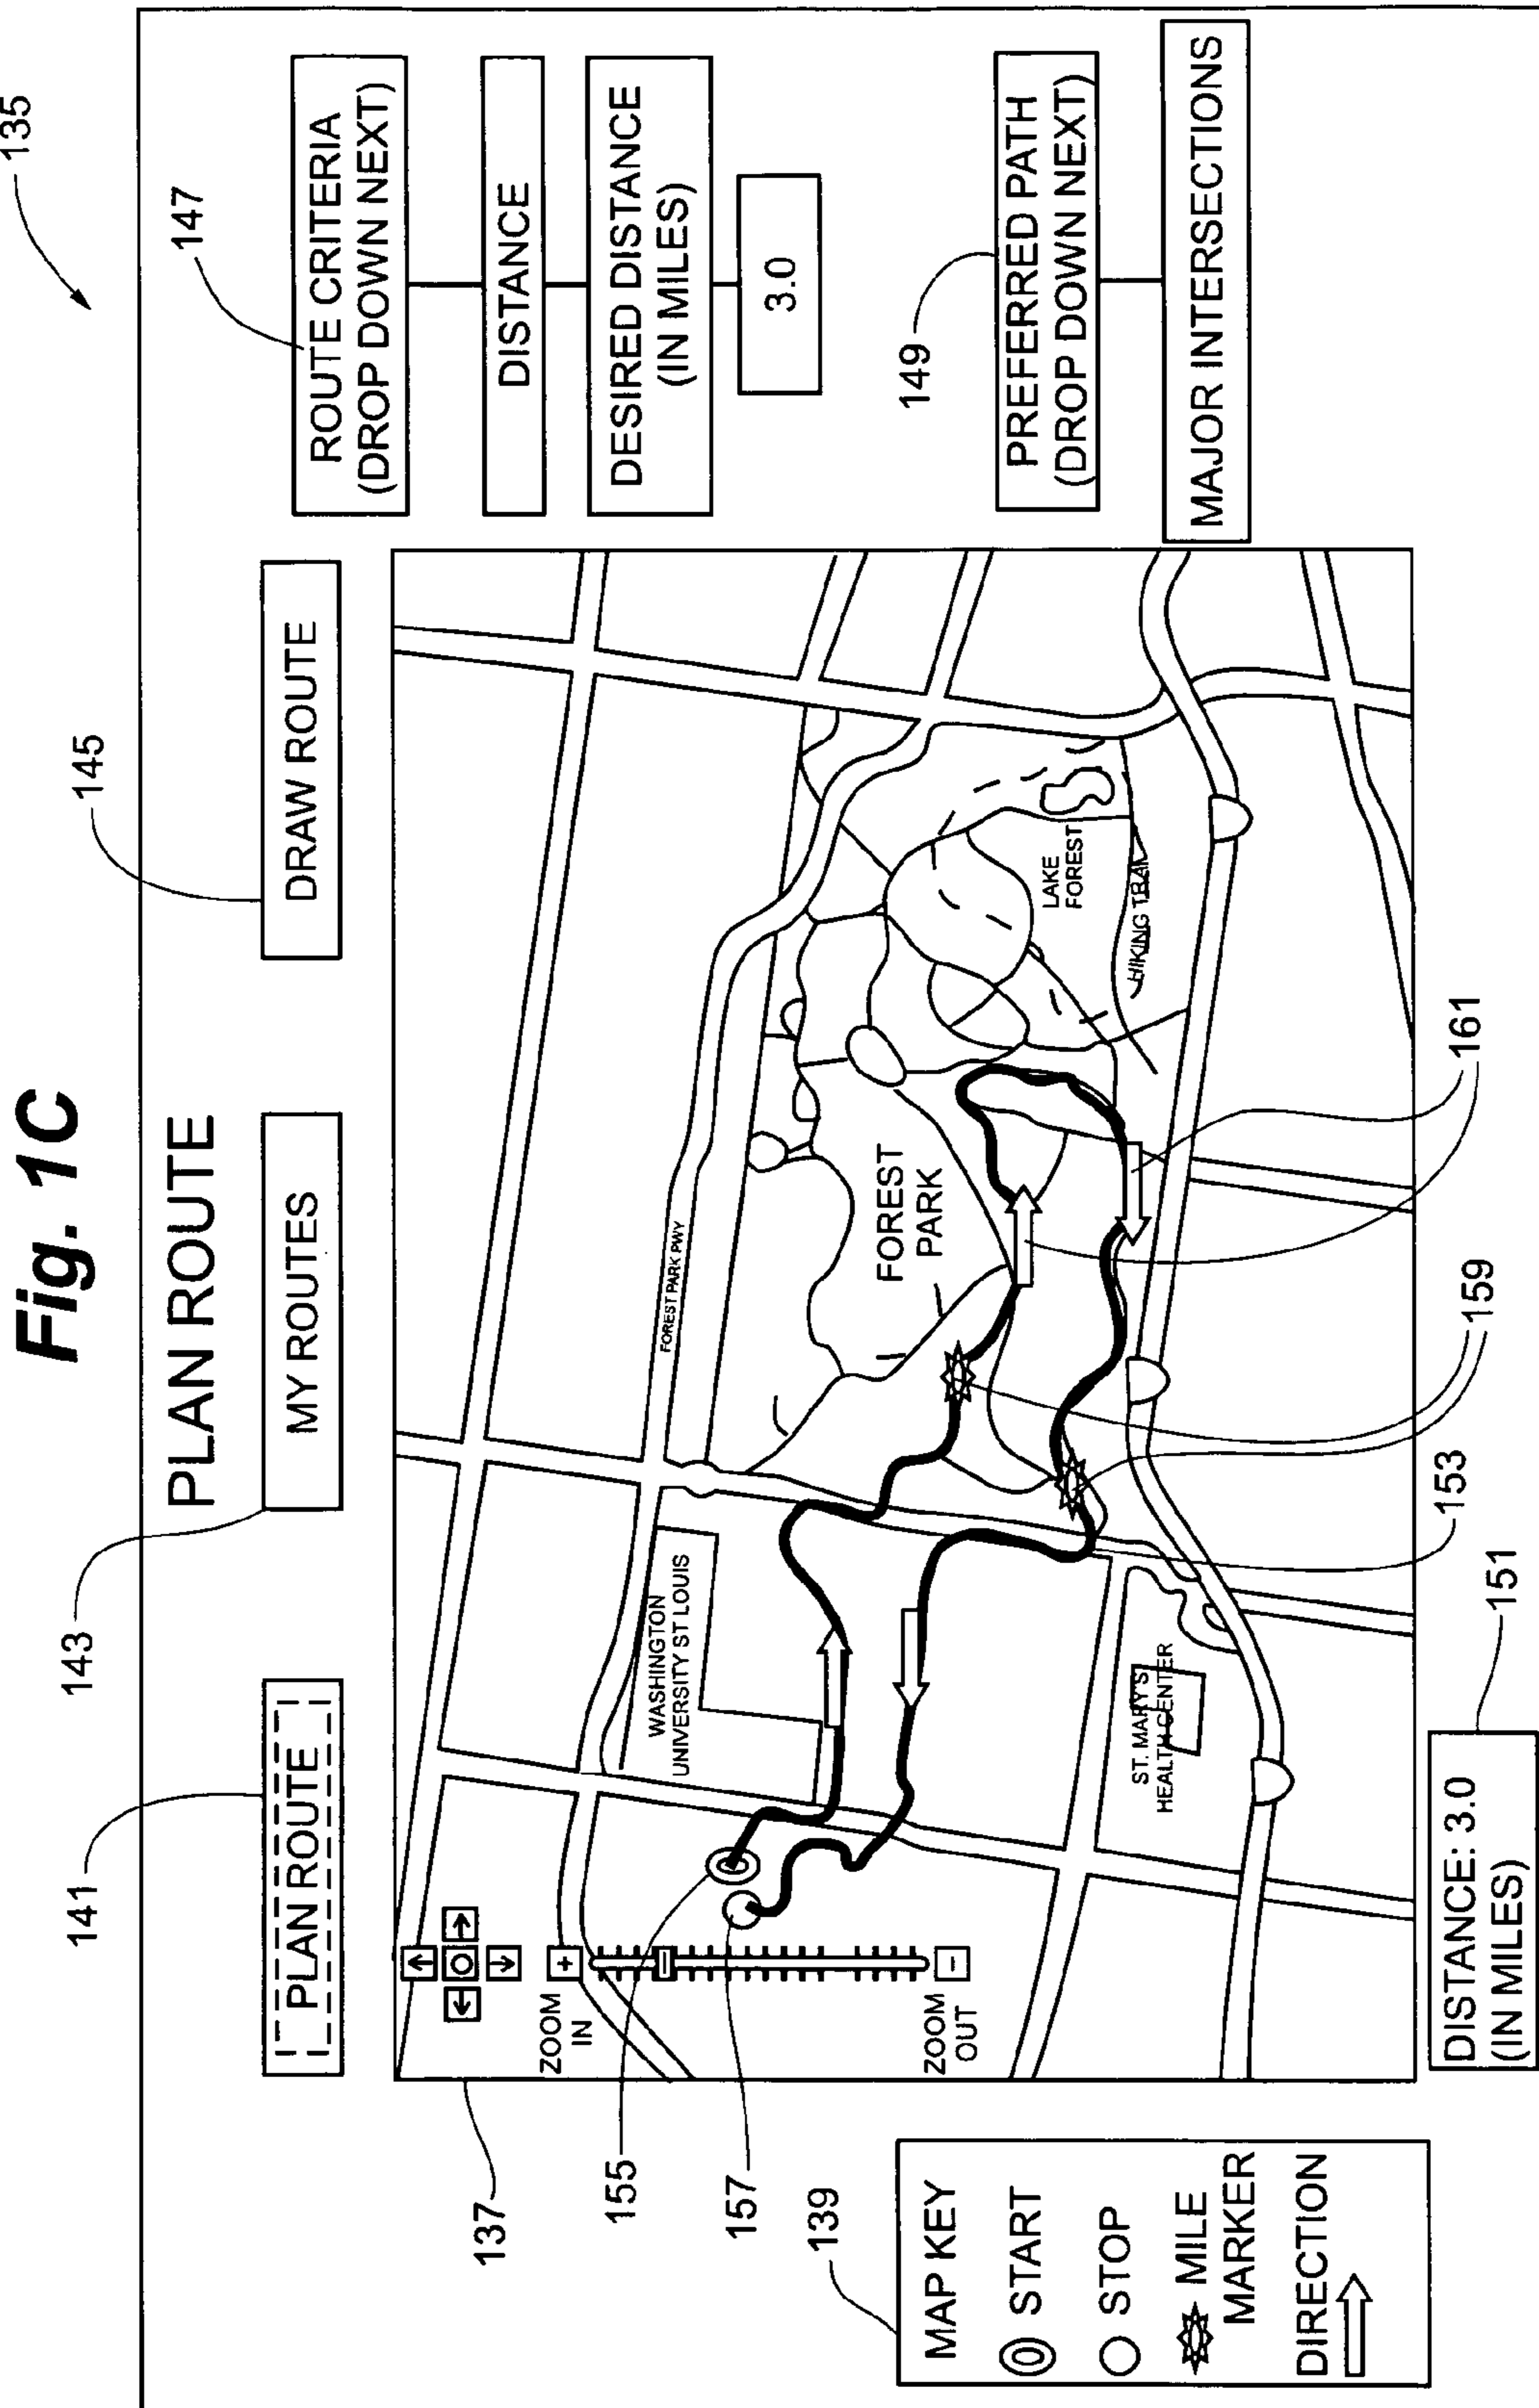 Fig. 1C
135
PLAN ROUTE
141
143
145
147
PLAN ROUTE
MY ROUTES
DRAW ROUTE
ROUTE CRITERIA
(DROP DOWN NEXT)
DISTANCE
DESIRED DISTANCE
(IN MILES)
3.0
149
PREFERRED PATH
(DROP DOWN NEXT)
MAJOR INTERSECTIONS
137
ZOOM
IN
+
-
ZOOM
OUT
155
157
139
MAP KEY
START
STOP
MILE
MARKER
DIRECTION
FOREST PARK PWY
WASHINGTON
UNIVERSITY ST LOUIS
FOREST
PARK
LAKE
FOREST
HIKING TRAIL
ST. MARY'S
HEALTH CENTER
DISTANCE: 3.0
(IN MILES)
151
153
159
161